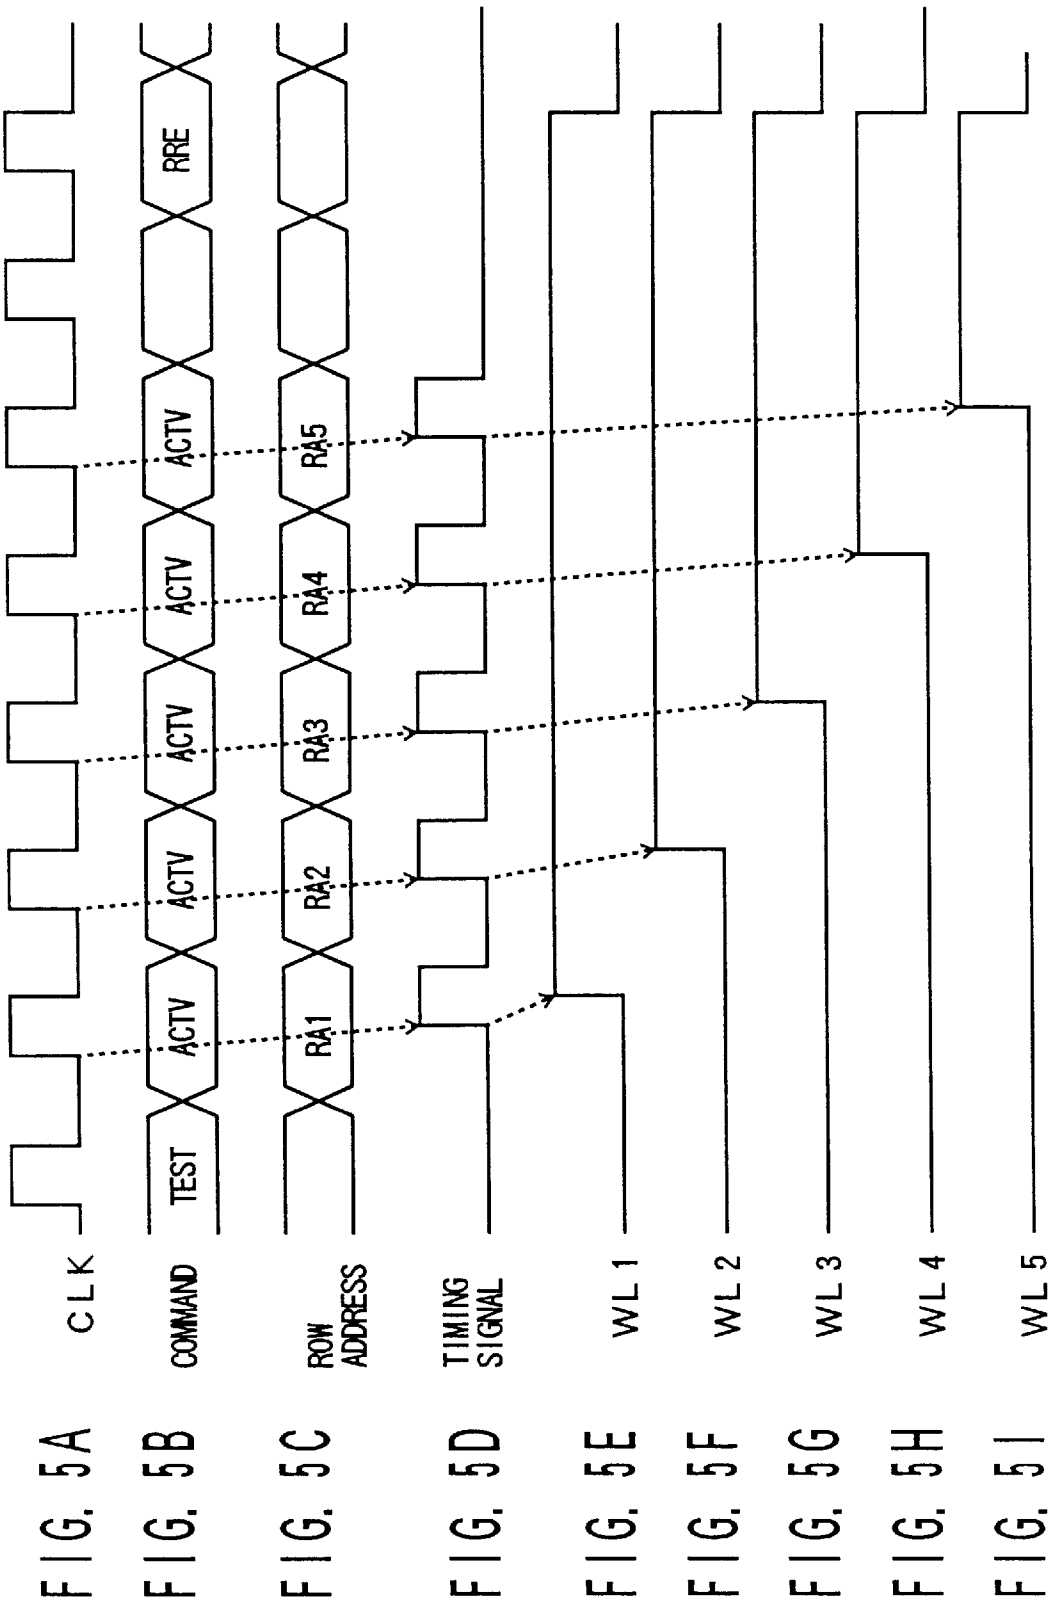 FIG. 5A CLK
FIG. 5B COMMAND TEST ACTV ACTV ACTV ACTV ACTV RRE
FIG. 5C ROW ADDRESS RA1 RA2 RA3 RA4 RA5
FIG. 5D TIMING SIGNAL
FIG. 5E WL1
FIG. 5F WL2
FIG. 5G WL3
FIG. 5H WL4
FIG. 5I WL5